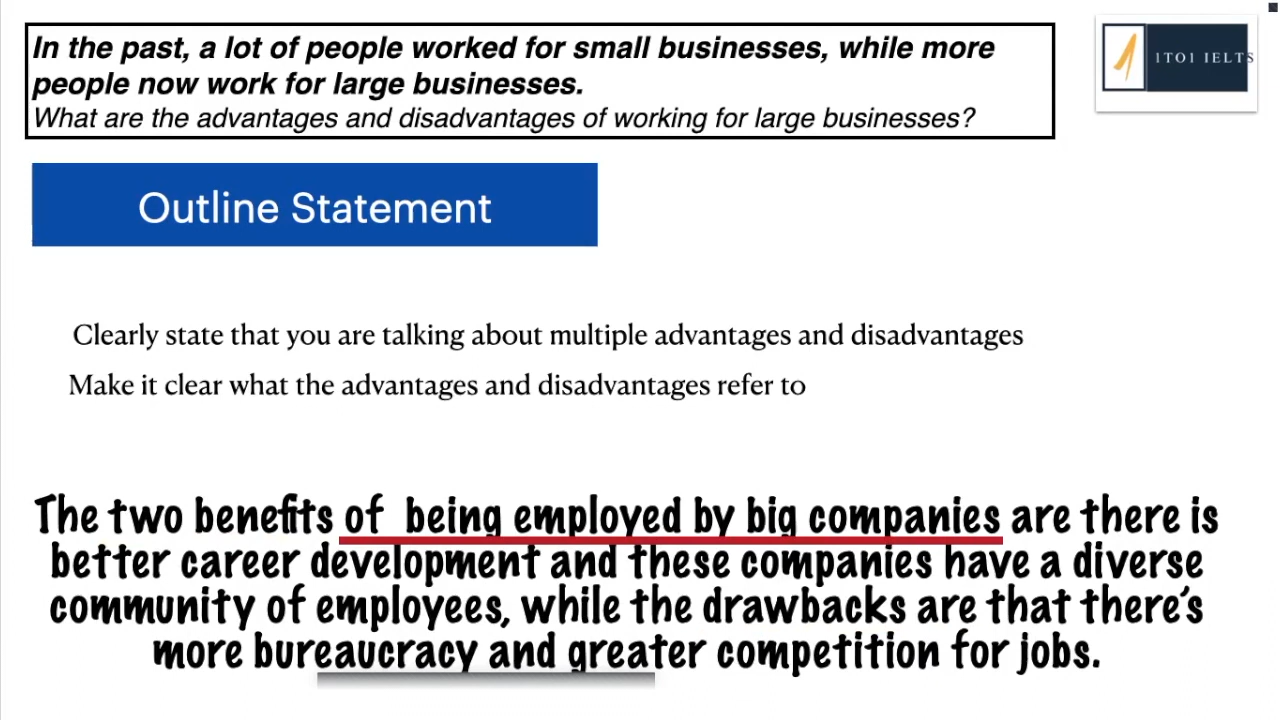 In the past, a lot of people worked for small businesses, while more
people now work for large businesses.
What are the advantages and disadvantages of working for large businesses?
1TO1 IELTS
Outline Statement
Clearly state that you are talking about multiple advantages and disadvantages
Make it clear what the advantages and disadvantages refer to
The two benefits of being employed by big companies are there is
better career development and these companies have a diverse
community of employees, while the drawbacks are that there's
more bureaucracy and greater competition for jobs.